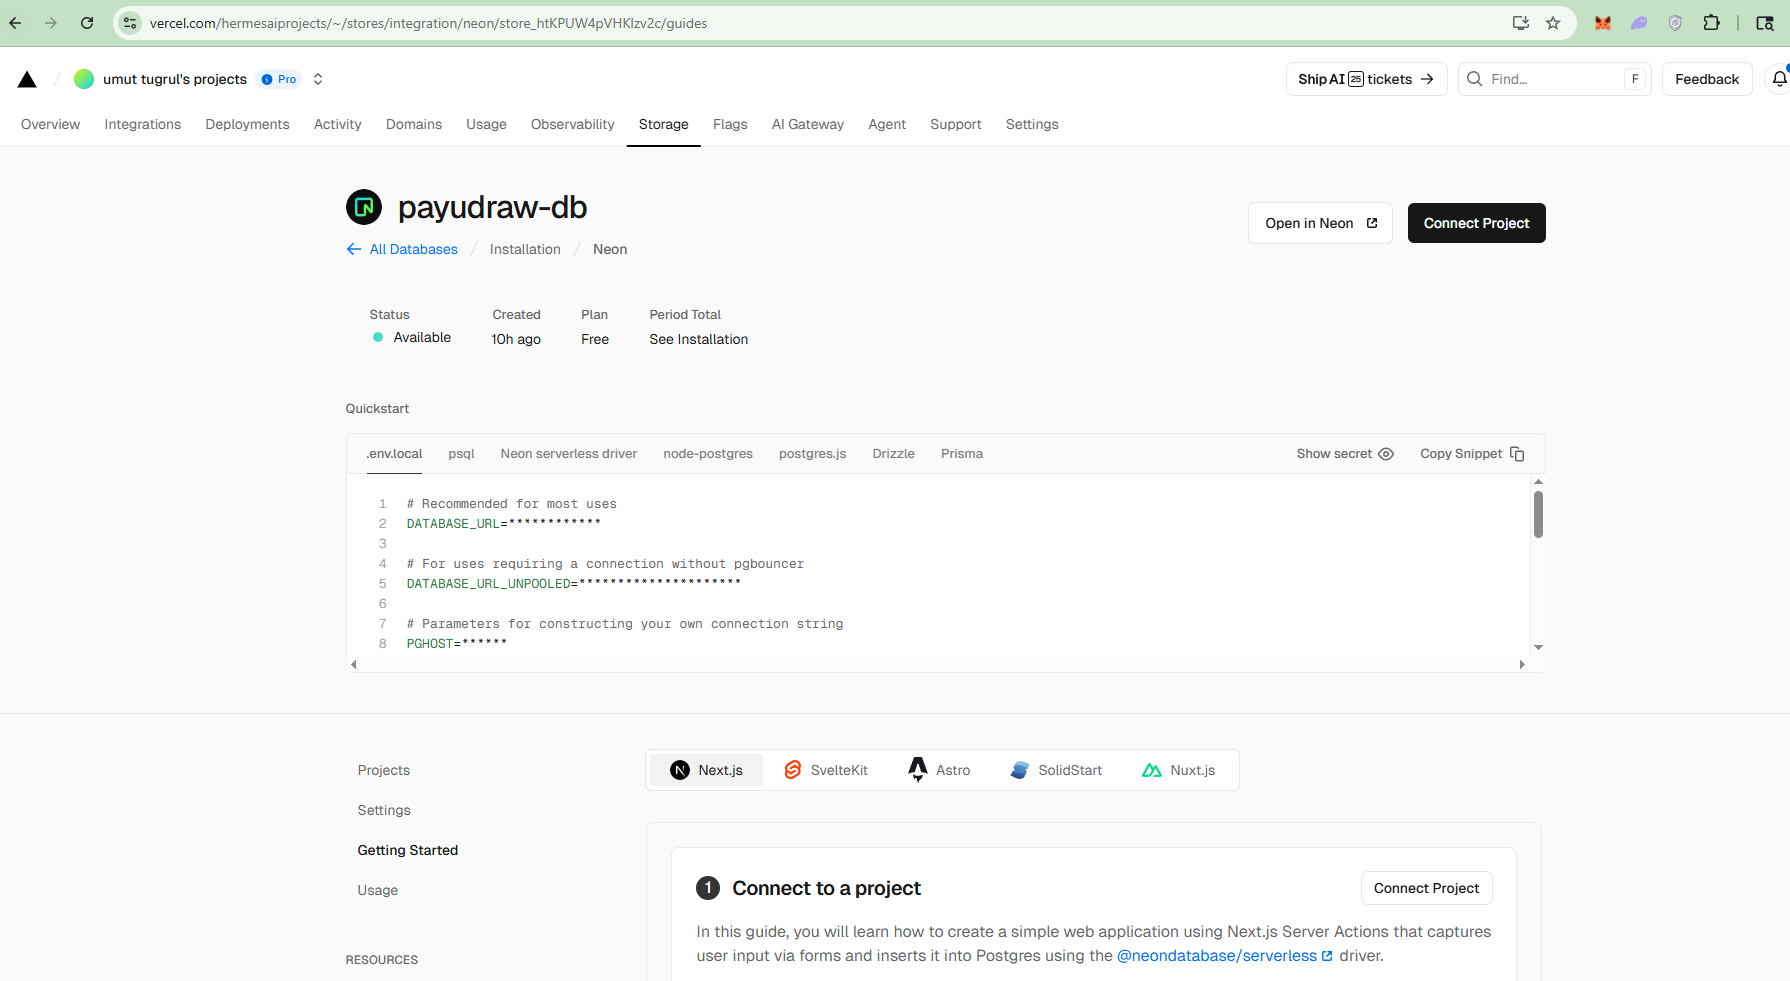 vercel.com/hermesaiprojects/~/stores/integration/neon/store_htKPUW4pVHKlzv2c/guides
umut tugrul's projects Pro
Ship AI 25 tickets → Find... F Feedback
Overview Integrations Deployments Activity Domains Usage Observability Storage Flags AI Gateway Agent Support Settings
payudraw-db
Open in Neon Connect Project
← All Databases / Installation / Neon
Status Created Plan Period Total
Available 10h ago Free See Installation
Quickstart
.env.local psql Neon serverless driver node-postgres postgres.js Drizzle Prisma Show secret Copy Snippet
1 # Recommended for most uses
2 DATABASE_URL=************
3
4 # For uses requiring a connection without pgbouncer
5 DATABASE_URL_UNPOOLED=*********************
6
7 # Parameters for constructing your own connection string
8 PGHOST=******
Projects
Settings
Getting Started
Usage
RESOURCES
Next.js SvelteKit Astro SolidStart Nuxt.js
1 Connect to a project Connect Project
In this guide, you will learn how to create a simple web application using Next.js Server Actions that captures
user input via forms and inserts it into Postgres using the @neondatabase/serverless driver.